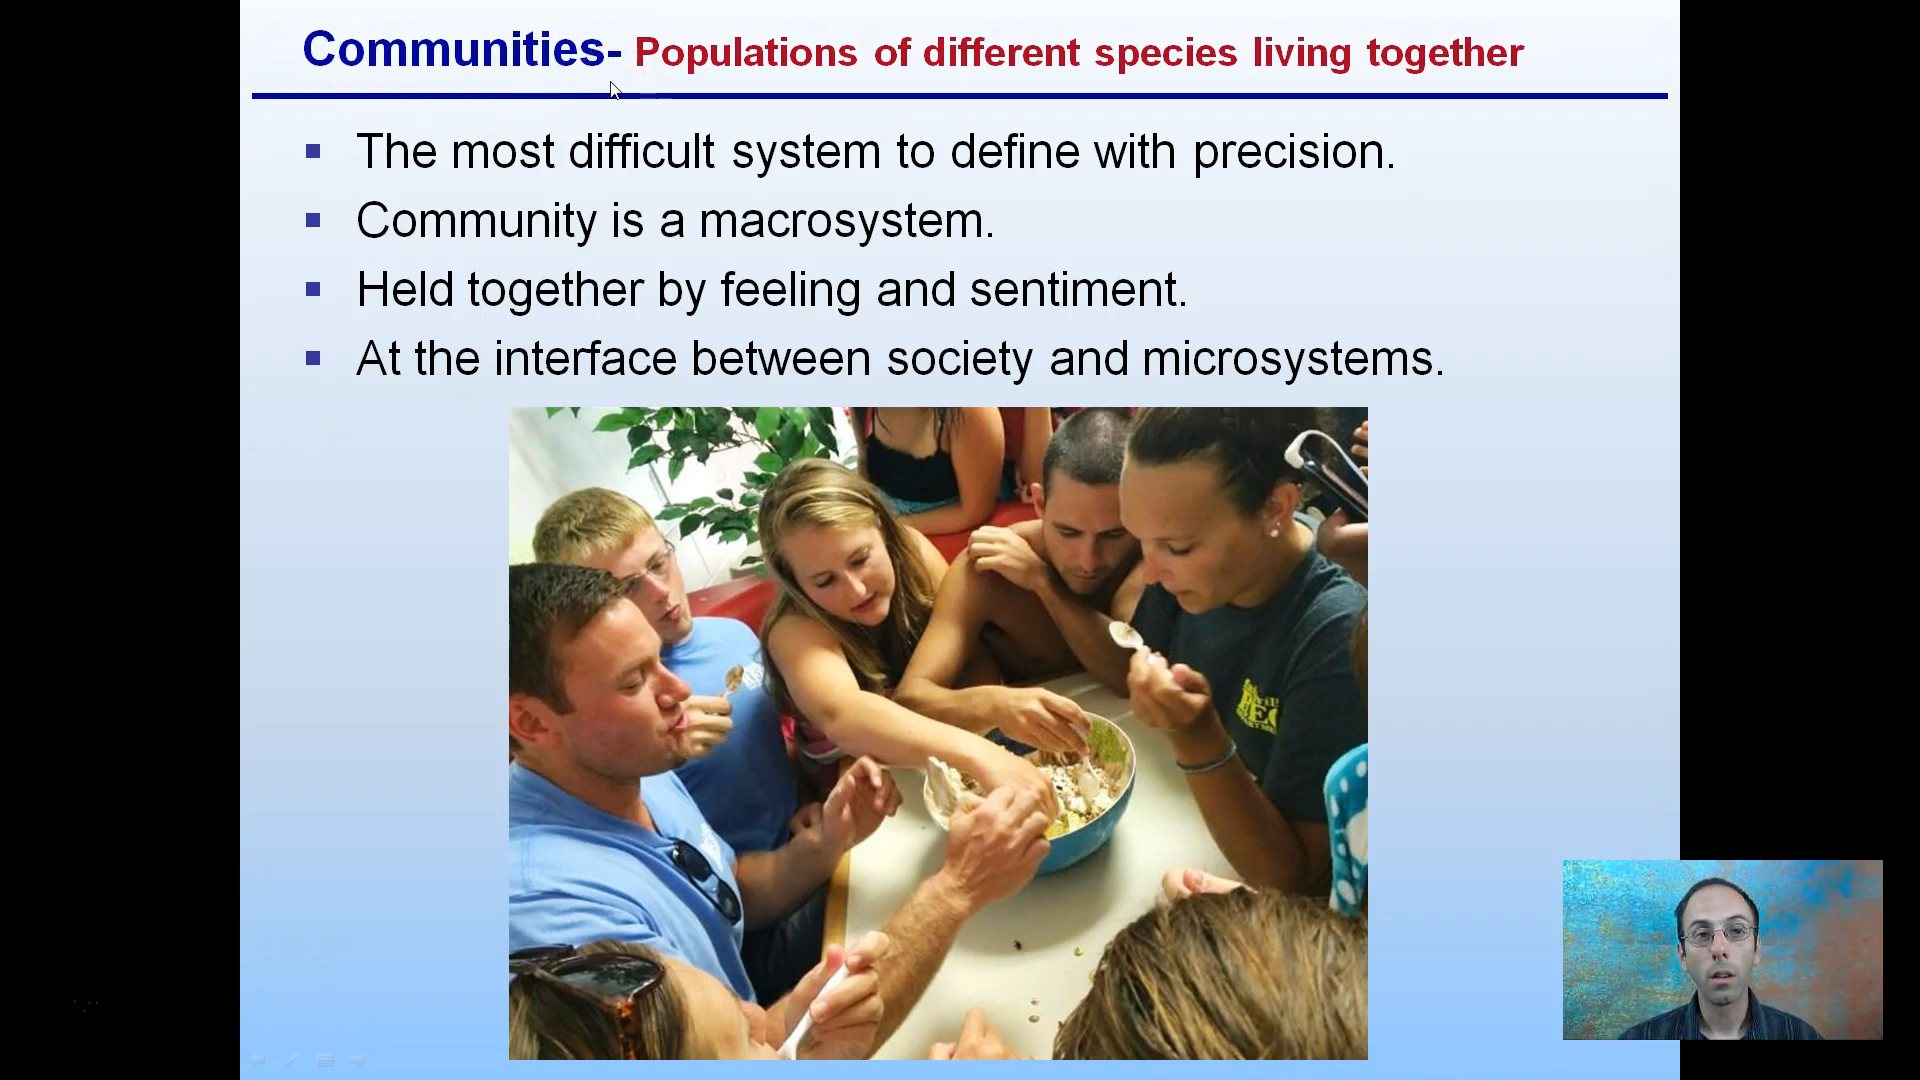 Communities- Populations of different species living together
The most difficult system to define with precision.
Community is a macrosystem.
Held together by feeling and sentiment.
At the interface between society and microsystems.